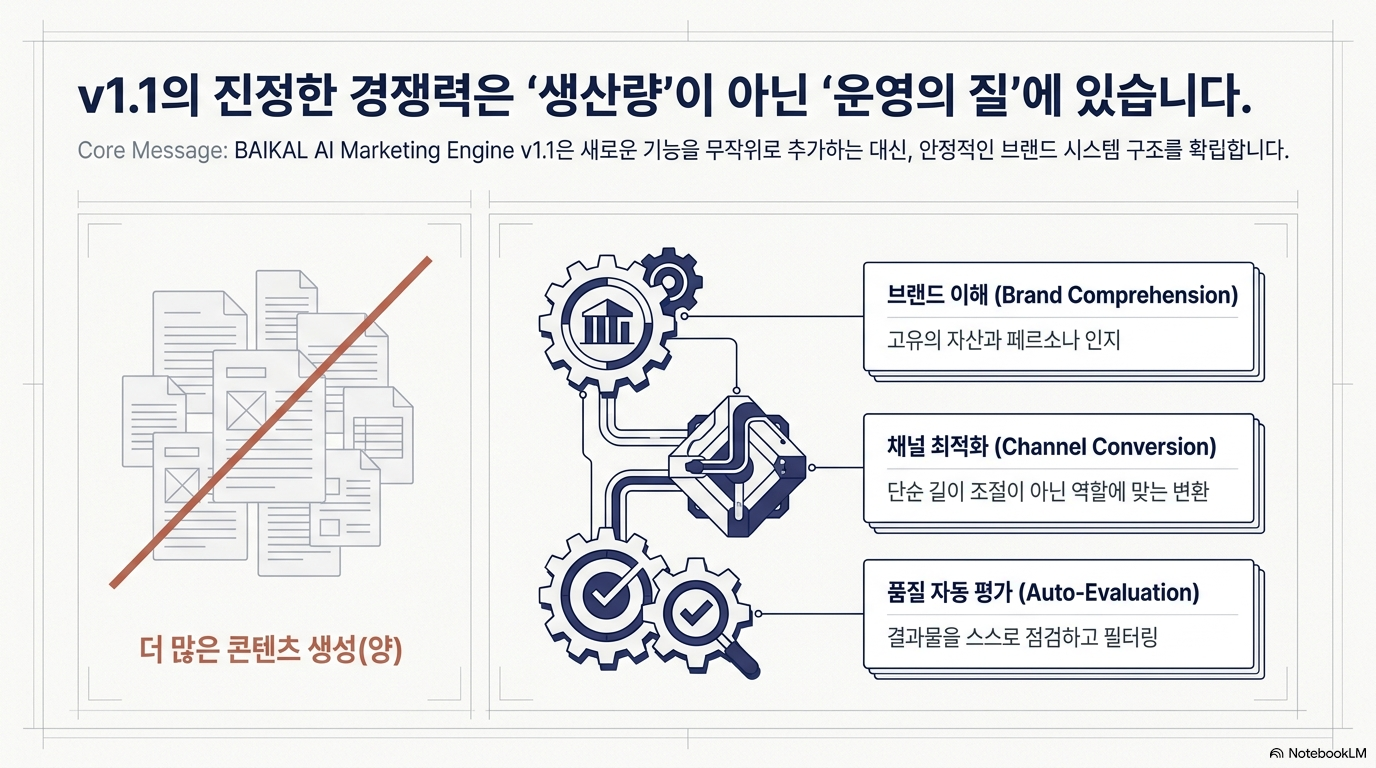 v1.1의 진정한 경쟁력은 ‘생산량’이 아닌 ‘운영의 질’에 있습니다.
Core Message: BAIKAL AI Marketing Engine v1.1은 새로운 기능을 무작위로 추가하는 대신, 안정적인 브랜드 시스템 구조를 확립합니다.
더 많은 콘텐츠 생성(양)
브랜드 이해 (Brand Comprehension)
고유의 자산과 페르소나 인지
채널 최적화 (Channel Conversion)
단순 길이 조절이 아닌 역할에 맞는 변환
품질 자동 평가 (Auto-Evaluation)
결과물을 스스로 점검하고 필터링
NotebookLM